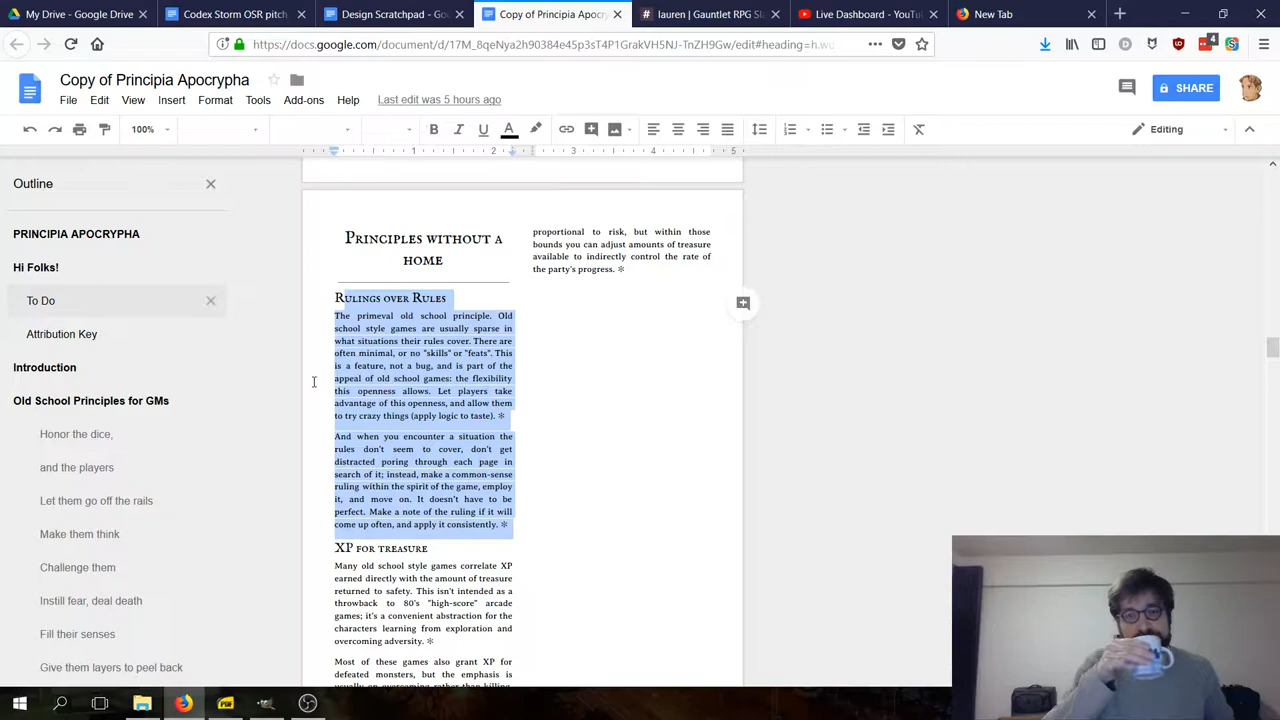 My Drive - Google Drive
Codex Storm OSR pitch
Design Scratchpad - Go
Copy of Principia Apocry
lauren | Gauntlet RPG Sl
Live Dashboard - YouTu
New Tab
https://docs.google.com/document/d/17M_8qeNya2h90384e45p3sT4P1GrakVH5NJ-TnZH9Gw/edit#heading=h.wu
4
Copy of Principia Apocrypha
File Edit View Insert Format Tools Add-ons Help Last edit was 5 hours ago
SHARE
100%
B I U A
Editing
1 2 3 4 5
Outline
PRINCIPIA APOCRYPHA
Hi Folks!
To Do
Attribution Key
Introduction
Old School Principles for GMs
Honor the dice,
and the players
Let them go off the rails
Make them think
Challenge them
Instill fear, deal death
Fill their senses
Give them layers to peel back
Principles without a
home
Rulings over Rules
The primeval old school principle. Old
school style games are usually sparse in
what situations their rules cover. There are
often minimal, or no "skills" or "feats". This
is a feature, not a bug, and is part of the
appeal of old school games: the flexibility
this openness allows. Let players take
advantage of this openness, and allow them
to try crazy things (apply logic to taste). ※
And when you encounter a situation the
rules don't seem to cover, don't get
distracted poring through each page in
search of it; instead, make a common-sense
ruling within the spirit of the game, employ
it, and move on. It doesn't have to be
perfect. Make a note of the ruling if it will
come up often, and apply it consistently. ※
XP for treasure
Many old school style games correlate XP
earned directly with the amount of treasure
returned to safety. This isn't intended as a
throwback to 80's "high-score" arcade
games; it's a convenient abstraction for the
characters learning from exploration and
overcoming adversity. ※
Most of these games also grant XP for
defeated monsters, but the emphasis is
usually on overcoming rather than killing.
proportional to risk, but within those
bounds you can adjust amounts of treasure
available to indirectly control the rate of
the party's progress. ※